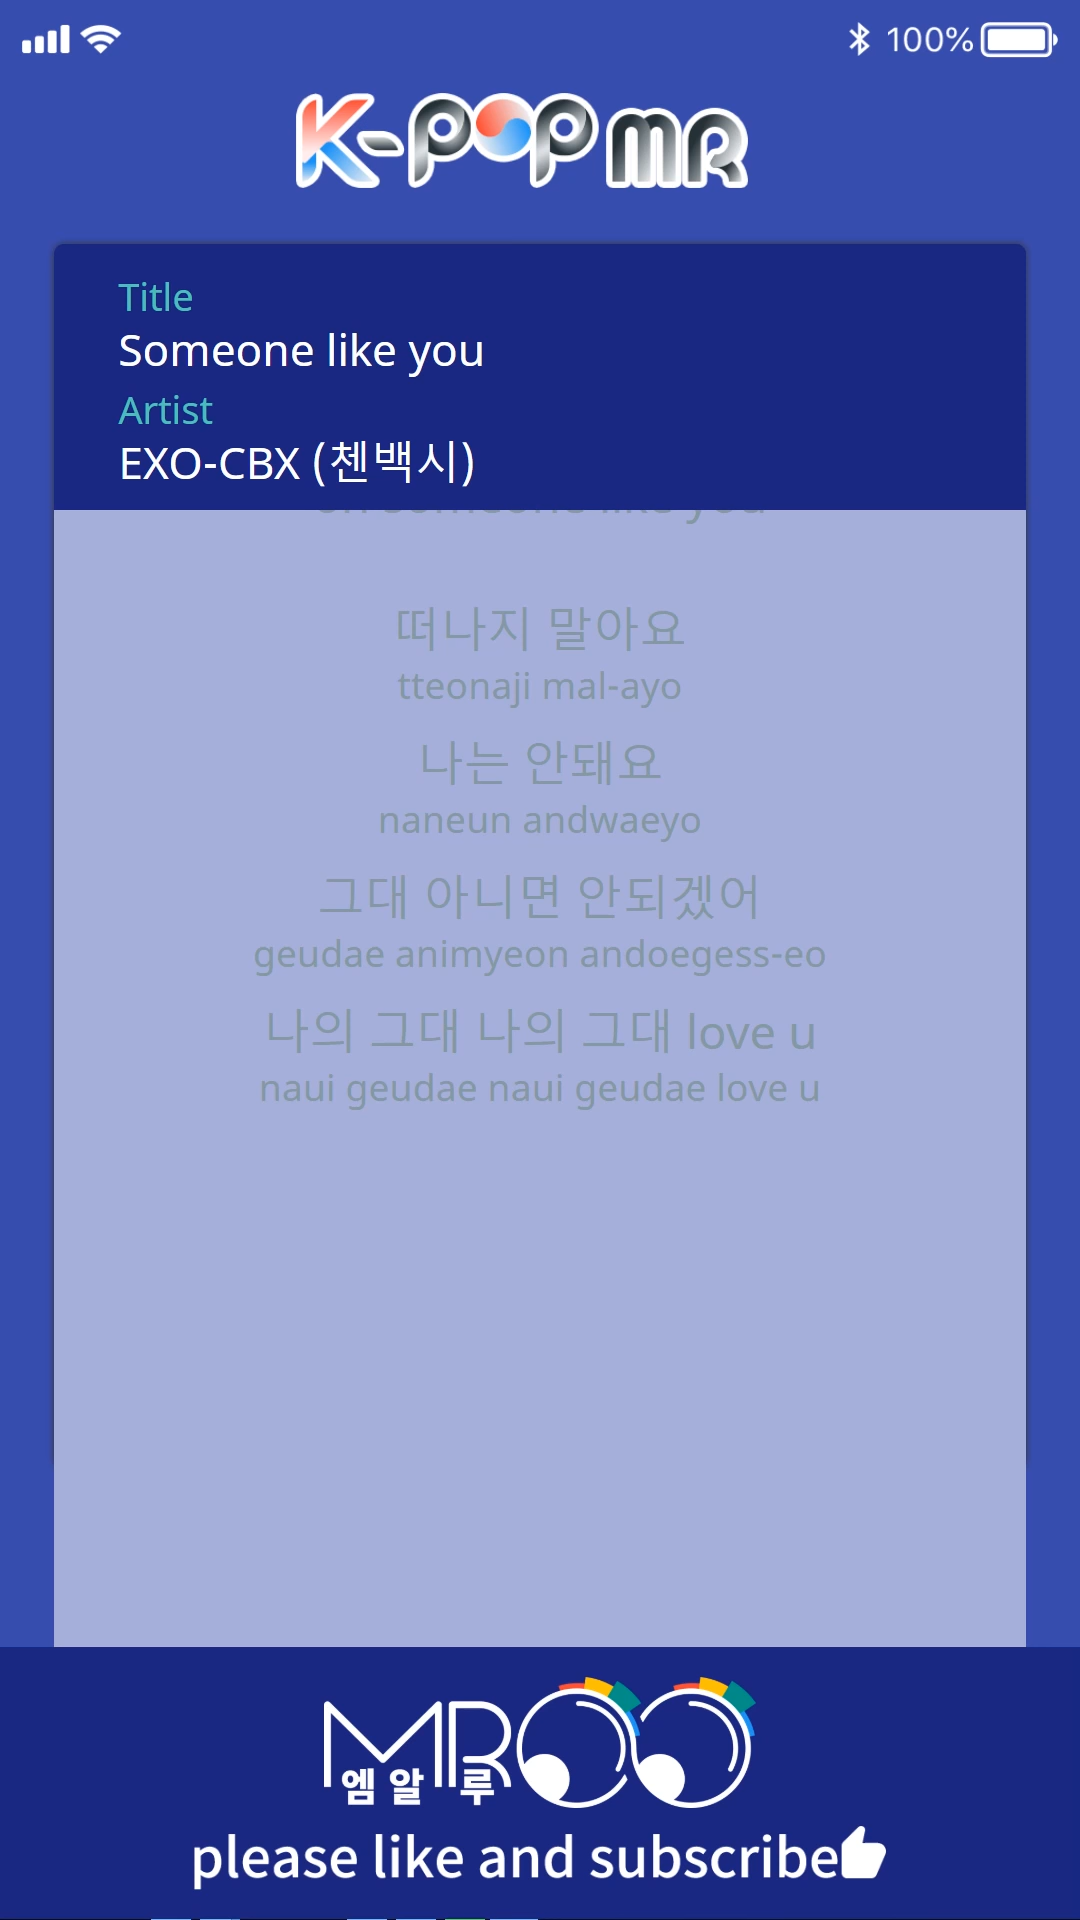 100%
K-POP MR
Title
Someone like you
Artist
EXO-CBX (첸백시)
떠나지 말아요
tteonaji mal-ayo
나는 안돼요
naneun andwaeyo
그대 아니면 안되겠어
geudae animyeon andoegess-eo
나의 그대 나의 그대 love u
naui geudae naui geudae love u
MROO
엠알루
please like and subscribe